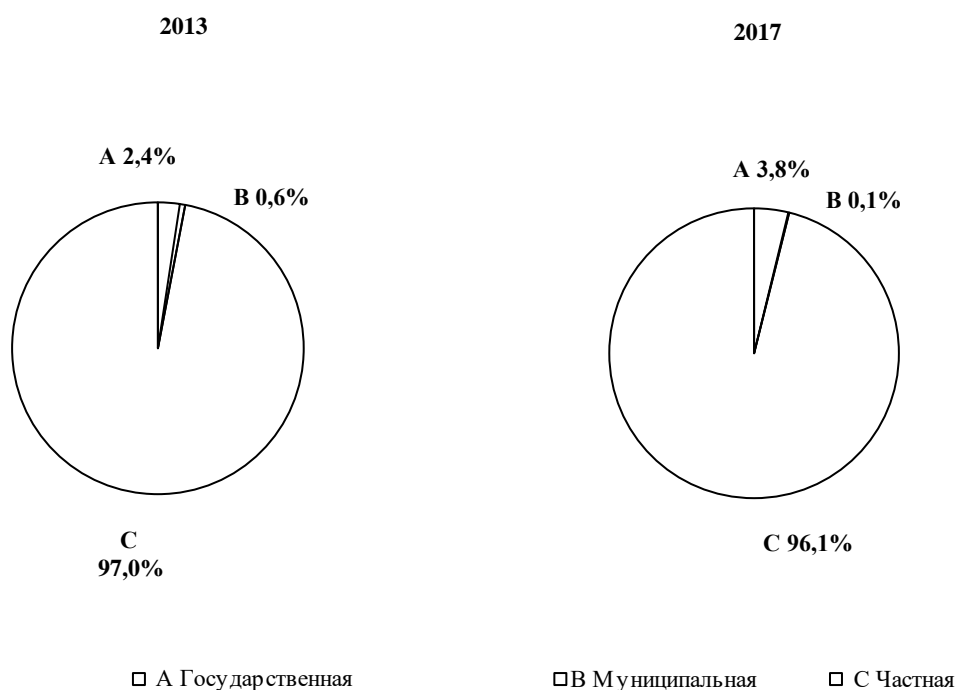 2013
2017
A 2,4%
B 0,6%
A 3,8%
B 0,1%
C
97,0%
C 96,1%
A Государственная
B Муниципальная
C Частная